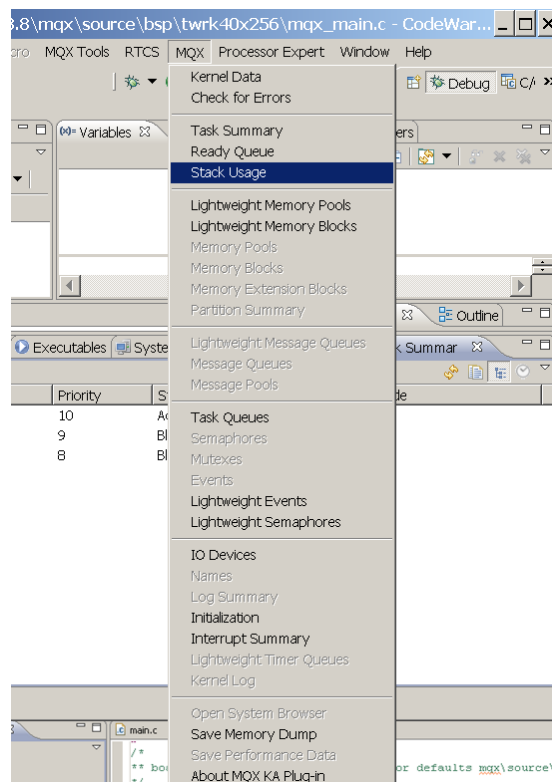 3.8\mqx\source\bsp\twrk40x256\mqx_main.c - CodeWar...
MQX Tools RTCS MQX Processor Expert Window Help
Debug C/ »
Variables
Kernel Data
Check for Errors
Task Summary
Ready Queue
Stack Usage
Lightweight Memory Pools
Lightweight Memory Blocks
Memory Pools
Memory Blocks
Memory Extension Blocks
Partition Summary
Outline
Executables Syste
Summar
Lightweight Message Queues
Message Queues
Message Pools
Priority S
10 A
9 Bl
8 Bl
Task Queues
Semaphores
Mutexes
Events
Lightweight Events
Lightweight Semaphores
IO Devices
Names
Log Summary
Initialization
Interrupt Summary
Lightweight Timer Queues
Kernel Log
Open System Browser
Save Memory Dump
Save Performance Data
About MQX KA Plug-in
main.c
/*
** bo
or defaults mqx\source\